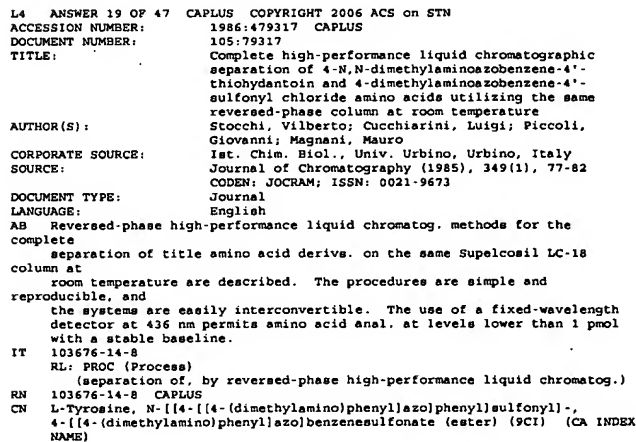 L4 ANSWER 19 OF 47 CAPLUS COPYRIGHT 2006 ACS on STN
ACCESSION NUMBER: 1986:479317 CAPLUS
DOCUMENT NUMBER: 105:79317
TITLE: Complete high-performance liquid chromatographic
separation of 4-N,N-dimethylaminoazobenzene-4'-
thiohydantoin and 4-dimethylaminoazobenzene-4'-
sulfonyl chloride amino acids utilizing the same
reversed-phase column at room temperature
AUTHOR(S): Stocchi, Vilberto; Cucchiarini, Luigi; Piccoli,
Giovanni; Magnani, Mauro
CORPORATE SOURCE: Ist. Chim. Biol., Univ. Urbino, Urbino, Italy
SOURCE: Journal of Chromatography (1985), 349(1), 77-82
CODEN: JOCRAM; ISSN: 0021-9673
DOCUMENT TYPE: Journal
LANGUAGE: English
AB Reversed-phase high-performance liquid chromatog. methods for the
complete
separation of title amino acid derivs. on the same Supelcosil LC-18
column at
room temperature are described. The procedures are simple and
reproducible, and
the systems are easily interconvertible. The use of a fixed-wavelength
detector at 436 nm permits amino acid anal. at levels lower than 1 pmol
with a stable baseline.
IT 103676-14-8
RL: PROC (Process)
(separation of, by reversed-phase high-performance liquid chromatog.)
RN 103676-14-8 CAPLUS
CN L-Tyrosine, N-[[4-[[4-(dimethylamino)phenyl]azo]phenyl]sulfonyl]-,
4-[[4-(dimethylamino)phenyl]azo]benzenesulfonate (ester) (9CI) (CA INDEX
NAME)